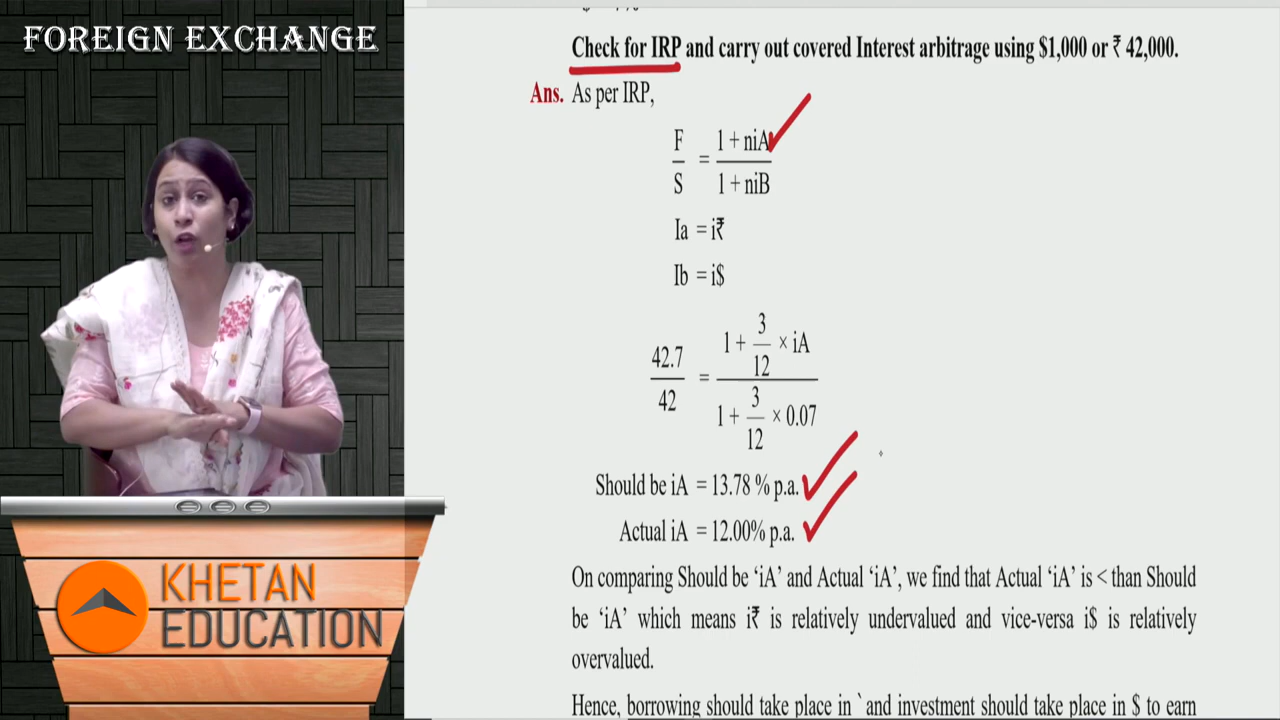 FOREIGN EXCHANGE
KHETAN
EDUCATION
Check for IRP and carry out covered Interest arbitrage using $1,000 or ₹ 42,000.
Ans. As per IRP,
F/S = 1 + niA / 1 + niB
Ia = i₹
Ib = i$
42.7/42 = 1 + 3/12 × iA / 1 + 3/12 × 0.07
Should be iA = 13.78 % p.a.
Actual iA = 12.00% p.a.
On comparing Should be ‘iA’ and Actual ‘iA’, we find that Actual ‘iA’ is < than Should
be ‘iA’ which means i₹ is relatively undervalued and vice-versa i$ is relatively
overvalued.
Hence, borrowing should take place in ` and investment should take place in $ to earn